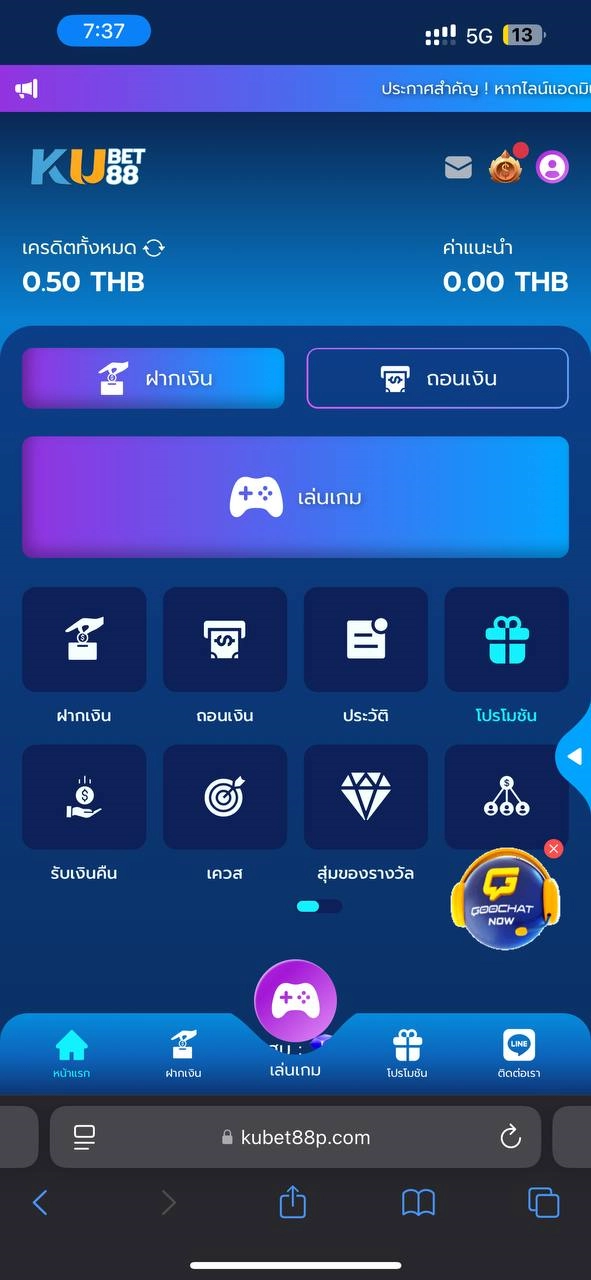 7:37
5G
13
ประกาศสำคัญ ! หากไลน์แอดมิ
KUBET88
เครดิตทั้งหมด
ค่าแนะนำ
0.50 THB
0.00 THB
ฝากเงิน
ถอนเงิน
เล่นเกม
ฝากเงิน
ถอนเงิน
ประวัติ
โปรโมชัน
รับเงินคืน
เควส
สุ่มของรางวัล
GOOCHAT
NOW
หน้าแรก
ฝากเงิน
เล่นเกม
โปรโมชัน
LINE
ติดต่อเรา
kubet88p.com